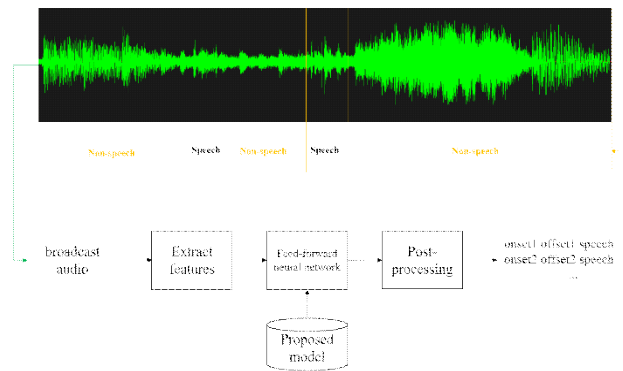 Non-speech Speech Non-speech Speech Non-speech
broadcast
audio
Extract
features
Feed-forward
neural network
Post-
processing
onset1 offset1 speech
onset2 offset2 speech
...
Proposed
model